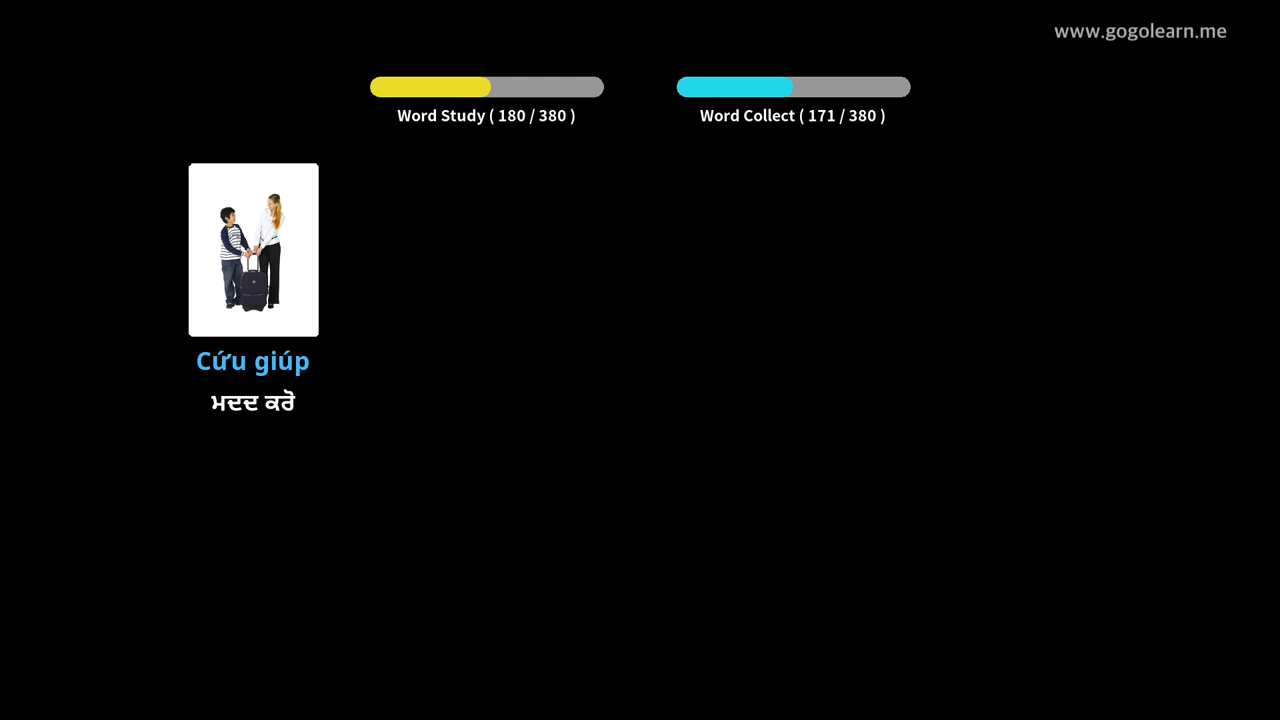 www.gogolearn.me
Word Study ( 180 / 380 )
Word Collect ( 171 / 380 )
Cứu giúp
ਮਦਦ ਕਰੋ